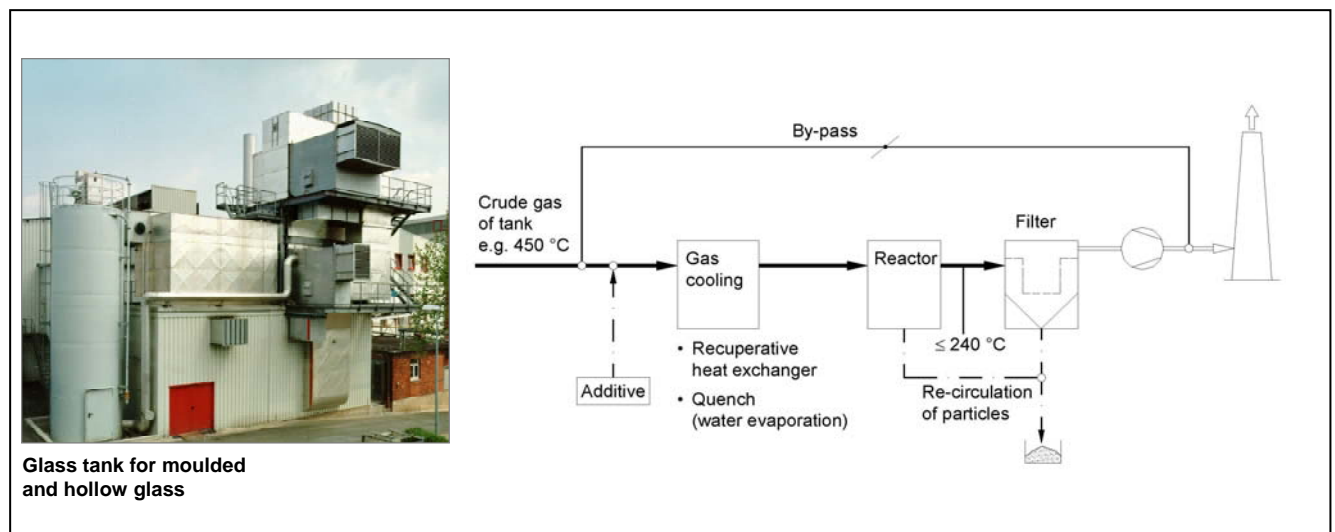 Glass tank for moulded
and hollow glass
By-pass
Crude gas
of tank
e.g. 450 °C
Additive
Gas
cooling
• Recuperative
heat exchanger
• Quench
(water evaporation)
Reactor
≤ 240 °C
Filter
Re-circulation
of particles